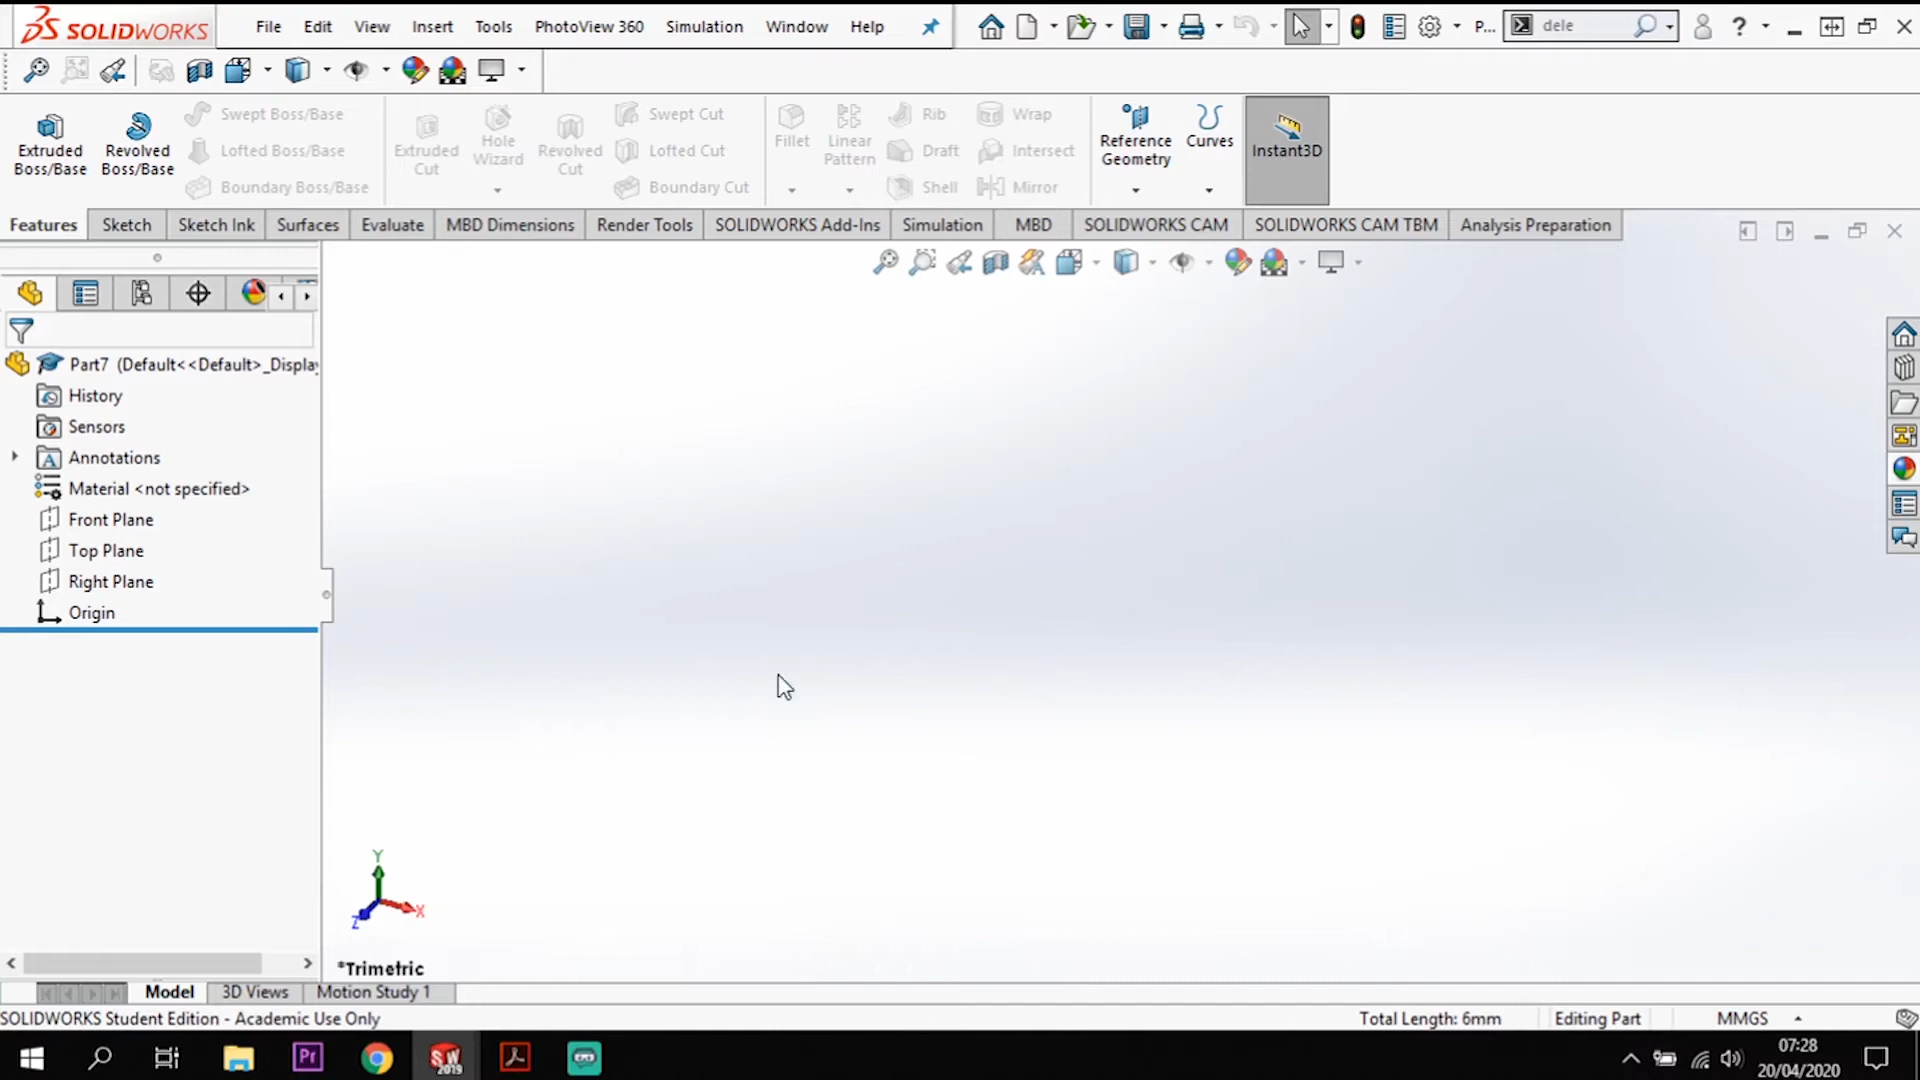 SOLIDWORKS File Edit View Insert Tools PhotoView 360 Simulation Window Help P... dele
Extruded Boss/Base
Revolved Boss/Base
Swept Boss/Base
Lofted Boss/Base
Boundary Boss/Base
Extruded Cut
Hole Wizard
Revolved Cut
Swept Cut
Lofted Cut
Boundary Cut
Fillet
Linear Pattern
Rib
Draft
Shell
Wrap
Intersect
Mirror
Reference Geometry
Curves
Instant3D
Features Sketch Sketch Ink Surfaces Evaluate MBD Dimensions Render Tools SOLIDWORKS Add-Ins Simulation MBD SOLIDWORKS CAM SOLIDWORKS CAM TBM Analysis Preparation
Part7 (Default<<Default>_Display
History
Sensors
Annotations
Material <not specified>
Front Plane
Top Plane
Right Plane
Origin
Y
X
Z
*Trimetric
Model 3D Views Motion Study 1
SOLIDWORKS Student Edition - Academic Use Only Total Length: 6mm Editing Part MMGS
Pr SW 2019 07:28
20/04/2020